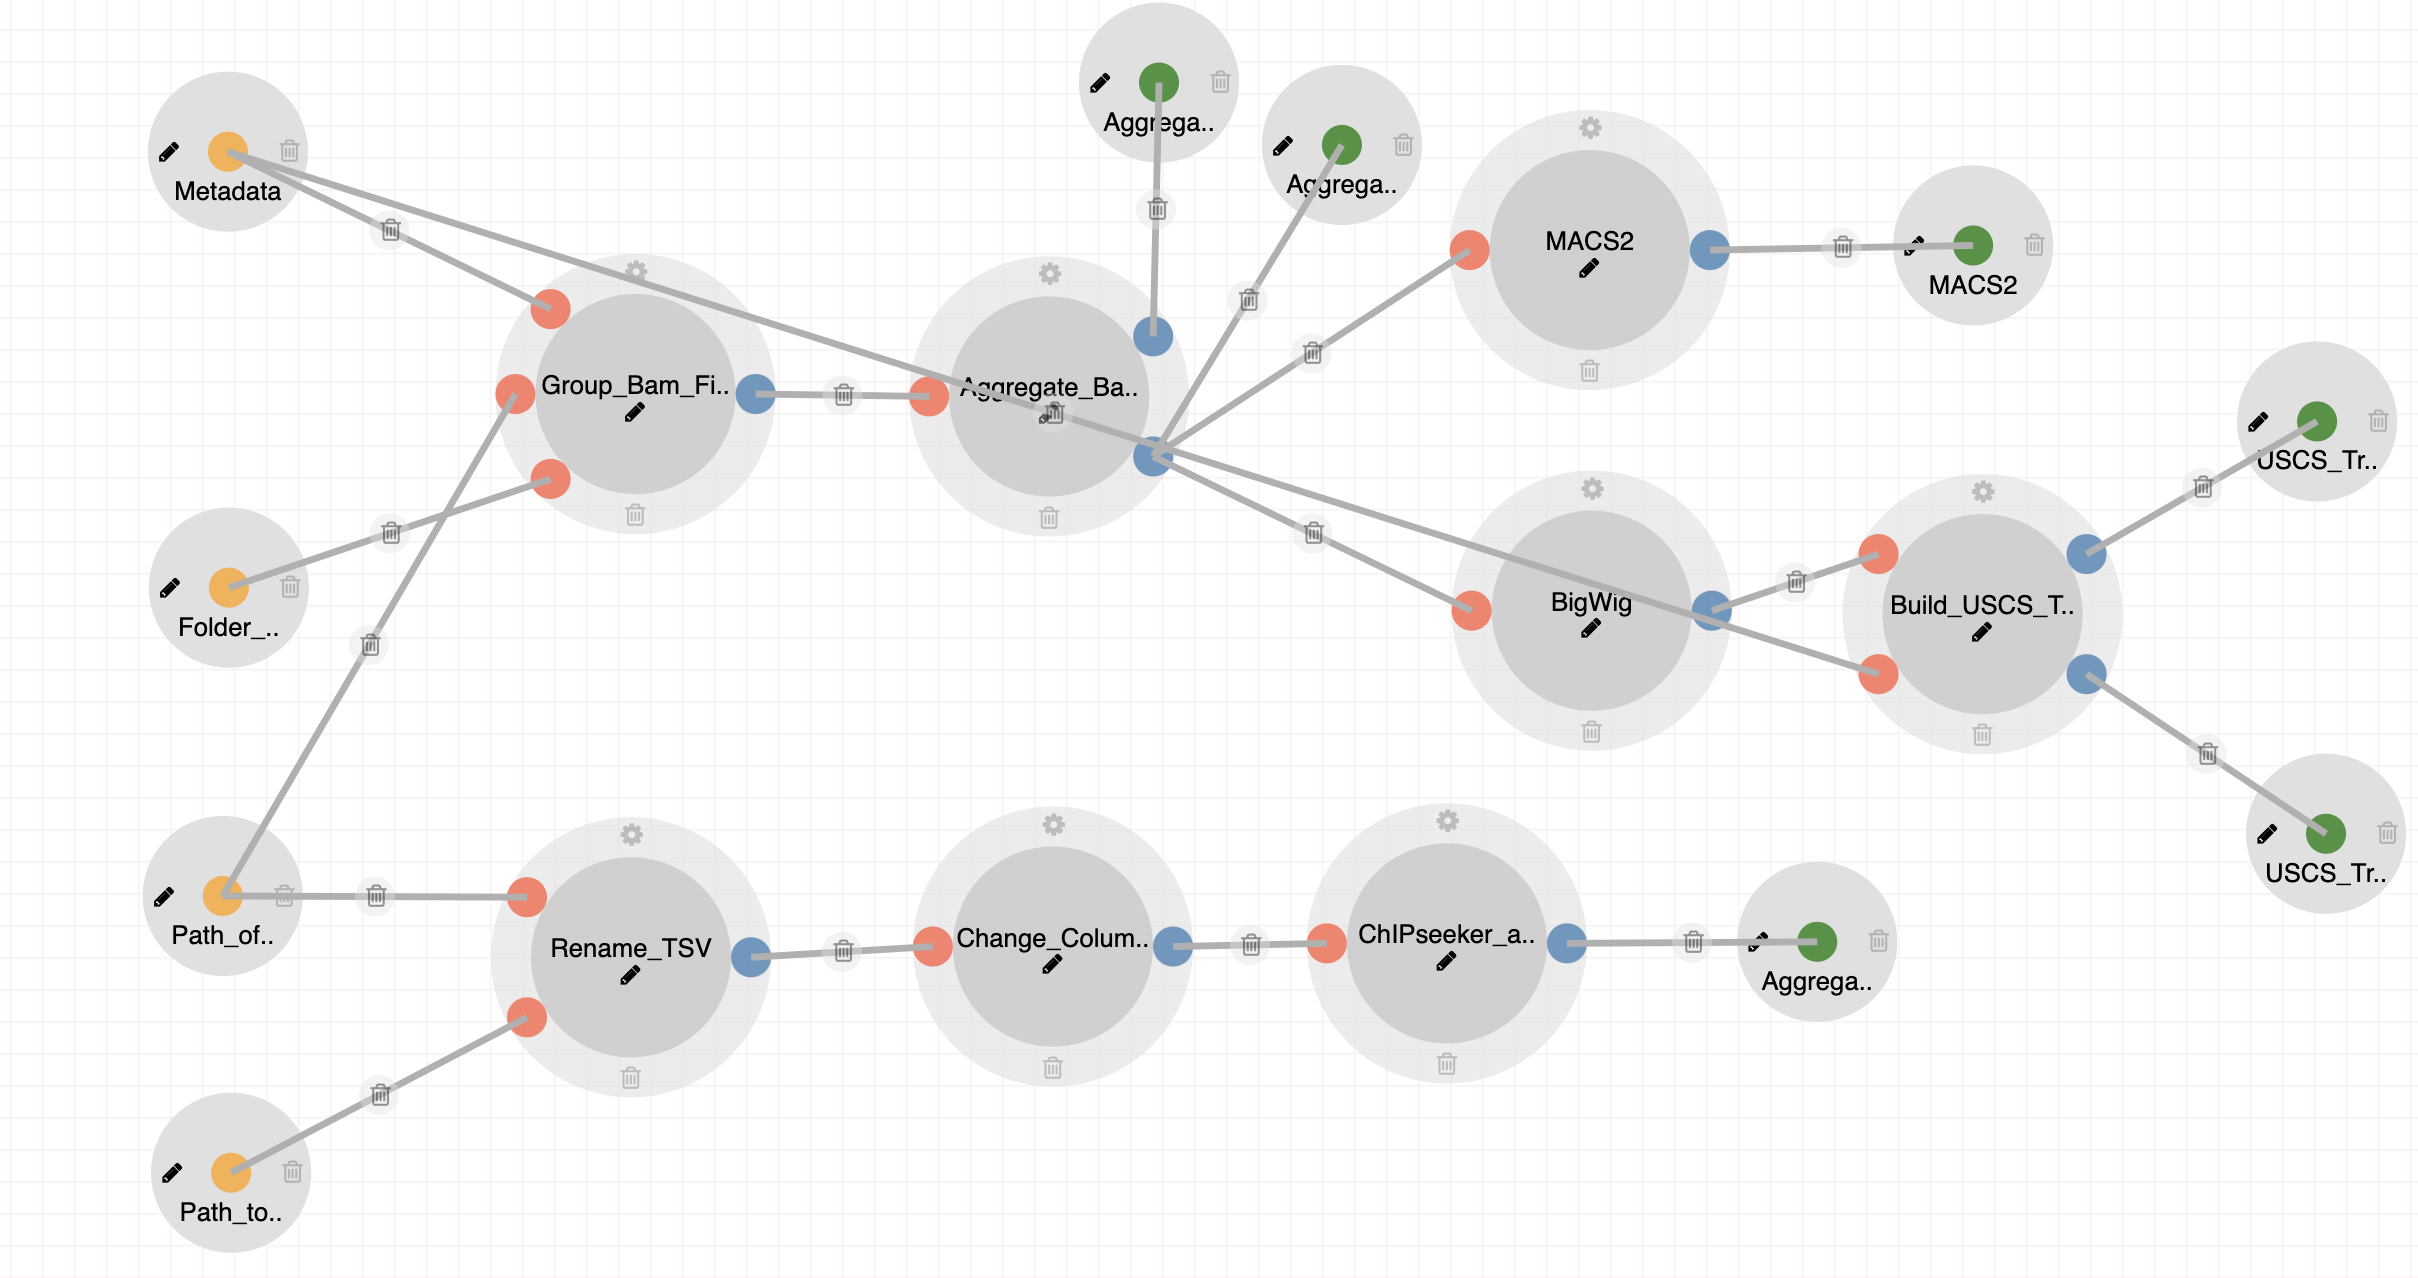 Aggrega..
Aggrega..
Metadata
MACS2
MACS2
Group_Bam_Fi..
Aggregate_Ba..
USCS_Tr..
Folder_..
BigWig
Build_USCS_T..
USCS_Tr..
Path_of..
Rename_TSV
Change_Colum..
ChIPseeker_a..
Aggrega..
Path_to..